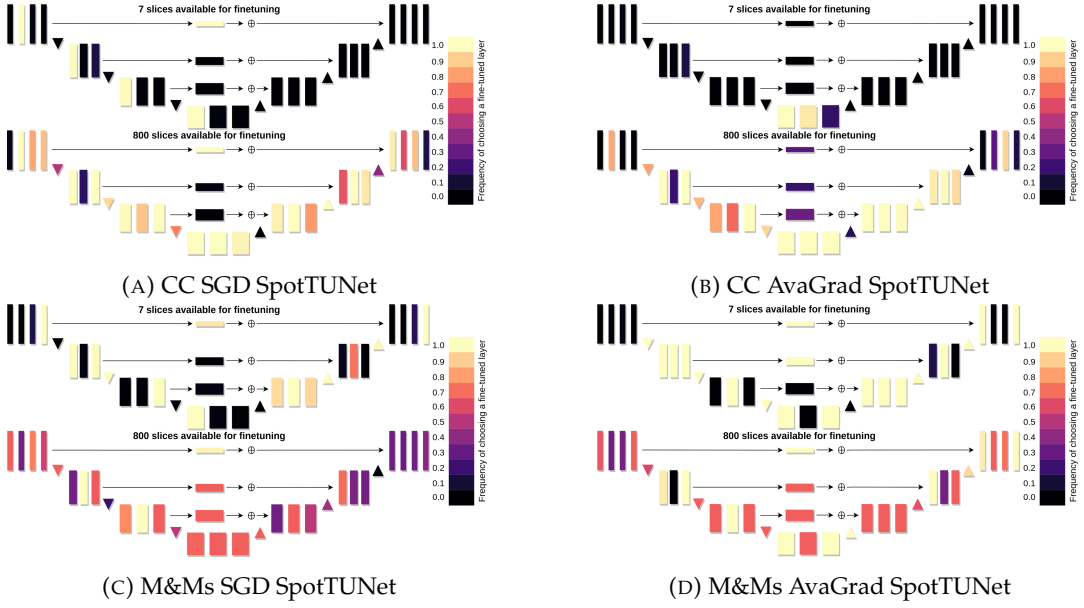 7 slices available for finetuning
1.0
0.9
0.8
0.7
0.6
0.5
0.4
0.3
0.2
0.1
0.0
Frequency of choosing a fine-tuned layer
800 slices available for finetuning
(A) CC SGD SpotTUNet
7 slices available for finetuning
1.0
0.9
0.8
0.7
0.6
0.5
0.4
0.3
0.2
0.1
0.0
Frequency of choosing a fine-tuned layer
800 slices available for finetuning
(B) CC AvaGrad SpotTUNet
7 slices available for finetuning
1.0
0.9
0.8
0.7
0.6
0.5
0.4
0.3
0.2
0.1
0.0
Frequency of choosing a fine-tuned layer
800 slices available for finetuning
(C) M&Ms SGD SpotTUNet
7 slices available for finetuning
1.0
0.9
0.8
0.7
0.6
0.5
0.4
0.3
0.2
0.1
0.0
Frequency of choosing a fine-tuned layer
800 slices available for finetuning
(D) M&Ms AvaGrad SpotTUNet